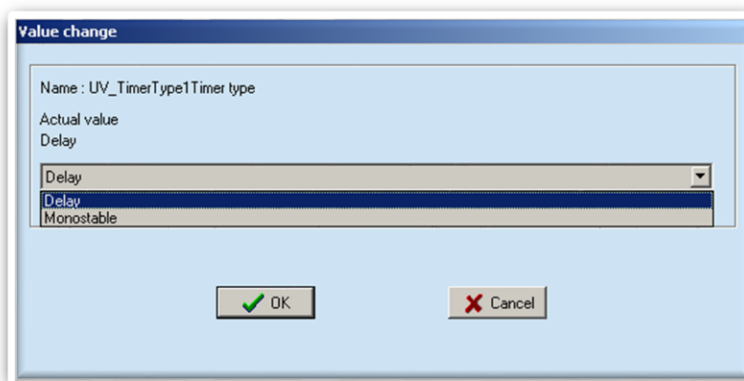 Value change
Name : UV_TimerType1Timer type
Actual value
Delay
Delay
Delay
Monostable
OK
Cancel